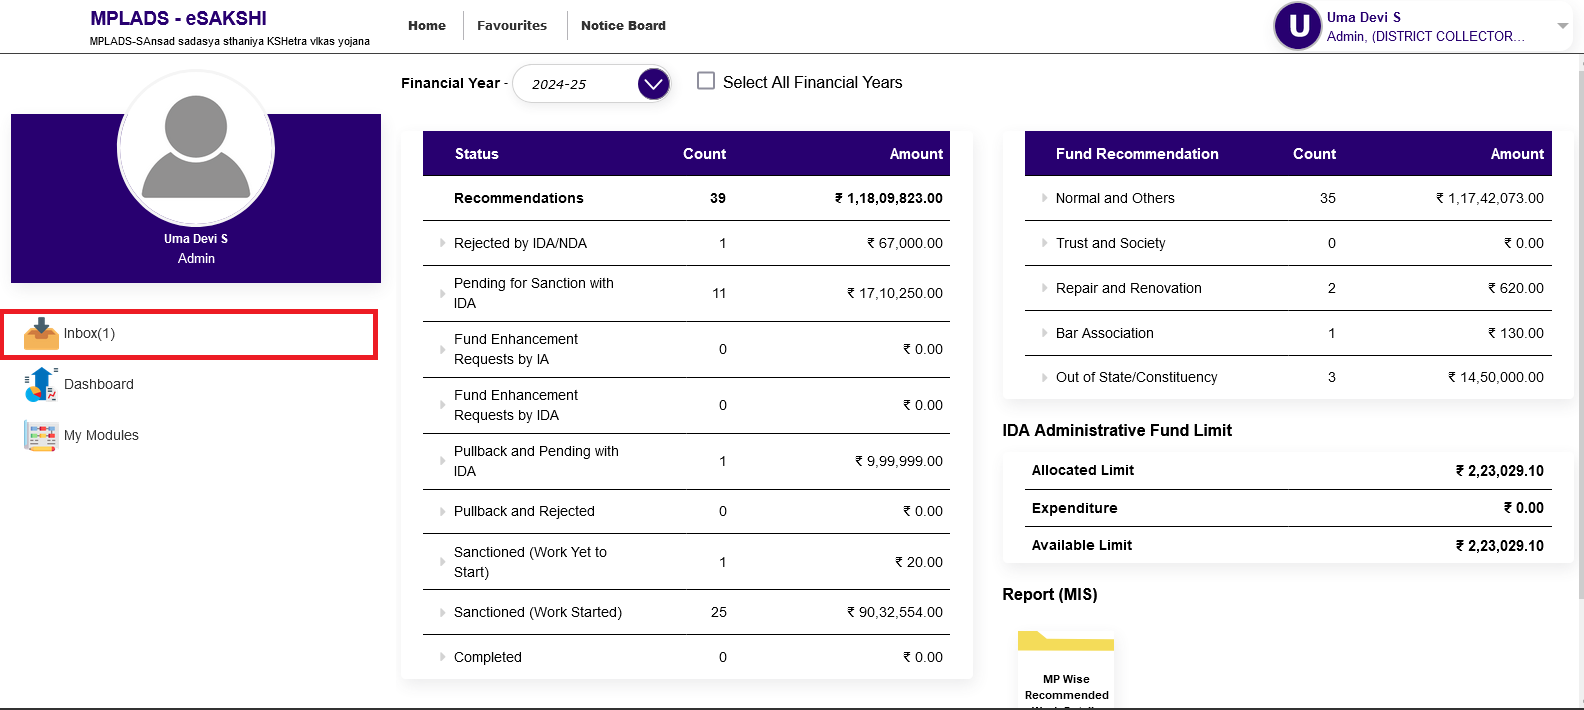 MPLADS - eSAKSHI
MPLADS-SAnsad sadasya sthaniya KSHetra vIkas yojana
Home
Favourites
Notice Board
U
Uma Devi S
Admin, (DISTRICT COLLECTOR...
Uma Devi S
Admin
Inbox(1)
Dashboard
My Modules
Financial Year - 2024-25
Select All Financial Years
Status Count Amount
Recommendations 39 ₹ 1,18,09,823.00
Rejected by IDA/NDA 1 ₹ 67,000.00
Pending for Sanction with
IDA 11 ₹ 17,10,250.00
Fund Enhancement
Requests by IA 0 ₹ 0.00
Fund Enhancement
Requests by IDA 0 ₹ 0.00
Pullback and Pending with
IDA 1 ₹ 9,99,999.00
Pullback and Rejected 0 ₹ 0.00
Sanctioned (Work Yet to
Start) 1 ₹ 20.00
Sanctioned (Work Started) 25 ₹ 90,32,554.00
Completed 0 ₹ 0.00
Fund Recommendation Count Amount
Normal and Others 35 ₹ 1,17,42,073.00
Trust and Society 0 ₹ 0.00
Repair and Renovation 2 ₹ 620.00
Bar Association 1 ₹ 130.00
Out of State/Constituency 3 ₹ 14,50,000.00
IDA Administrative Fund Limit
Allocated Limit ₹ 2,23,029.10
Expenditure ₹ 0.00
Available Limit ₹ 2,23,029.10
Report (MIS)
MP Wise
Recommended